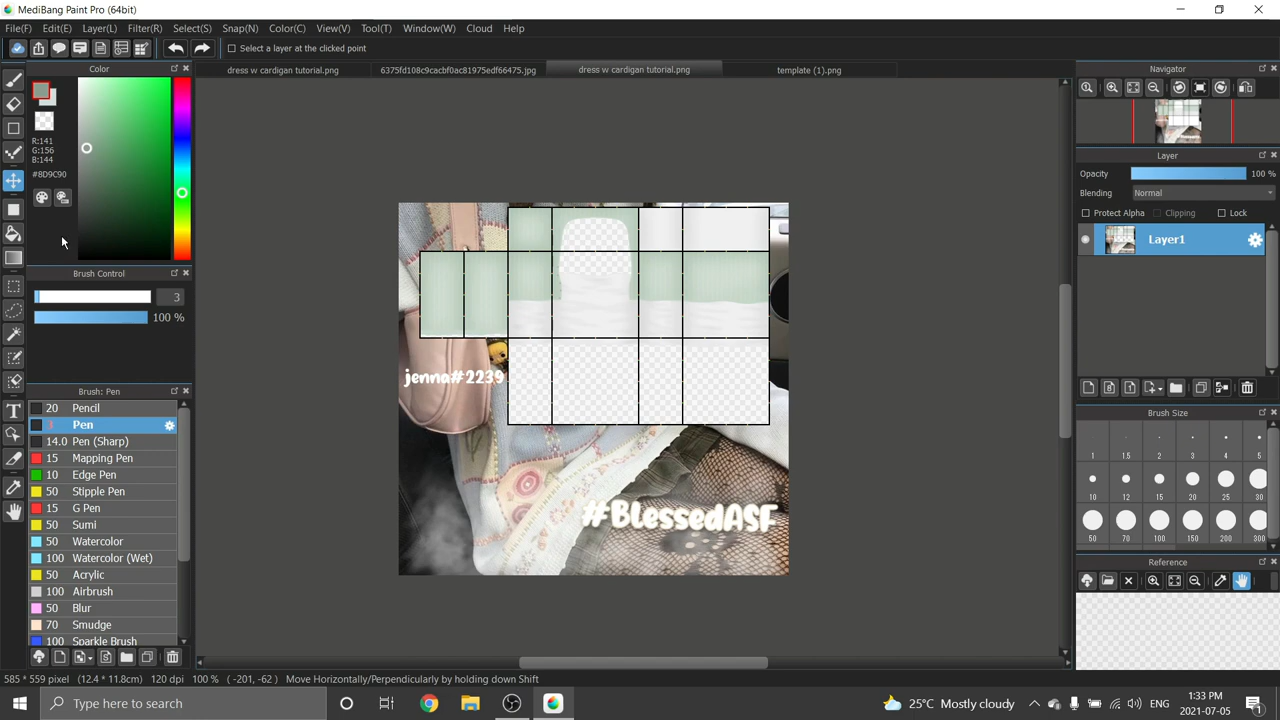 MediBang Paint Pro (64bit)
File(F) Edit(E) Layer(L) Filter(R) Select(S) Snap(N) Color(C) View(V) Tool(T) Window(W) Cloud Help
Select a layer at the clicked point
Color
dress w cardigan tutorial.png
6375fd108c9cacbf0ac81975edf66475.jpg
dress w cardigan tutorial.png
template (1).png
Navigator
R:141
G:156
B:144
#8D9C90
Layer
Opacity 100 %
Blending Normal
Protect Alpha Clipping Lock
Layer1
Brush Control
3
100 %
Brush: Pen
20 Pencil
3 Pen
14.0 Pen (Sharp)
15 Mapping Pen
10 Edge Pen
50 Stipple Pen
15 G Pen
50 Sumi
50 Watercolor
100 Watercolor (Wet)
50 Acrylic
100 Airbrush
50 Blur
70 Smudge
100 Sparkle Brush
jenna#2239
#BlessedASF
Brush Size
1 1.5 2 3 4 5
10 12 15 20 25 30
50 70 100 150 200 300
Reference
585 * 559 pixel (12.4 * 11.8cm) 120 dpi 100 % ( -201, -62 ) Move Horizontally/Perpendicularly by holding down Shift
Type here to search
25°C Mostly cloudy
ENG
1:33 PM
2021-07-05
1